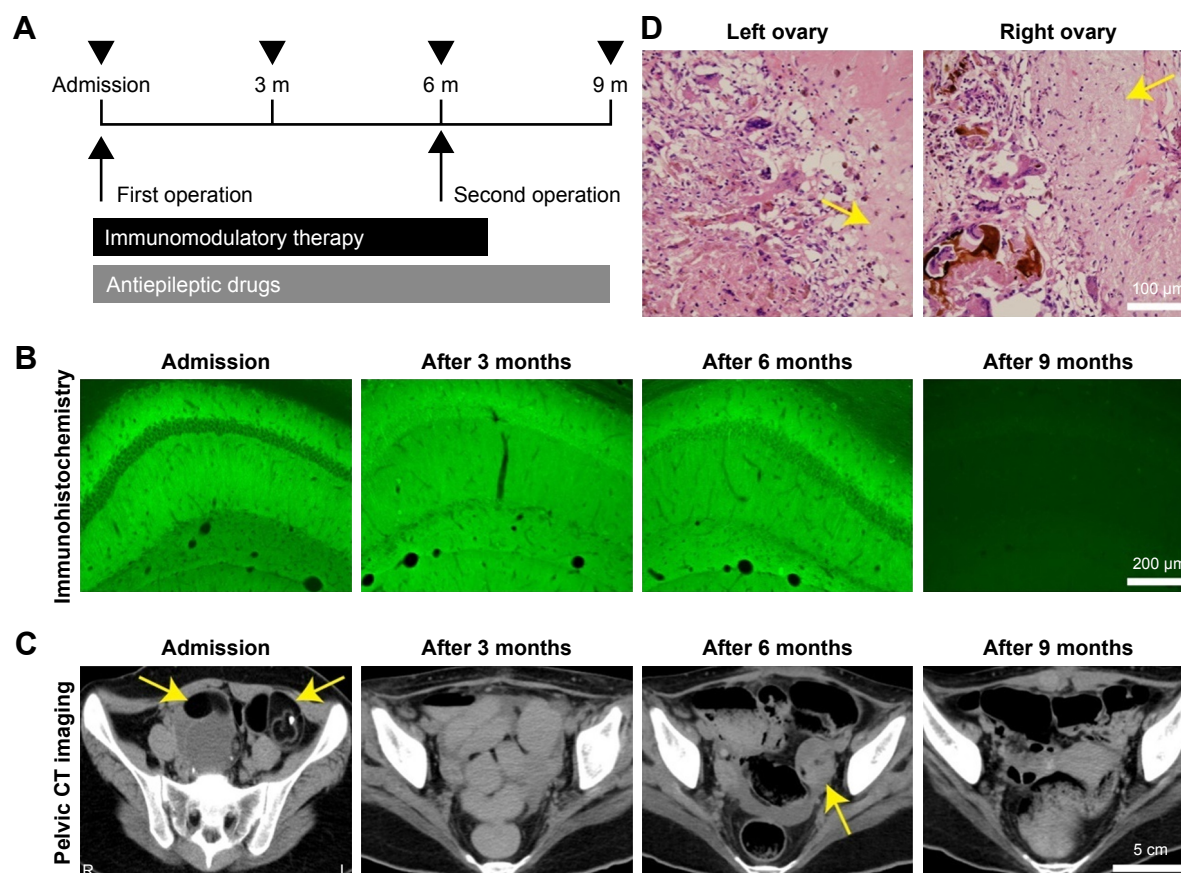 A
Admission 3 m 6 m 9 m
First operation Second operation
Immunomodulatory therapy
Antiepileptic drugs
D
Left ovary Right ovary
100 µm
B
Immunohistochemistry
Admission After 3 months After 6 months After 9 months
200 µm
C
Pelvic CT imaging
Admission After 3 months After 6 months After 9 months
R L
5 cm